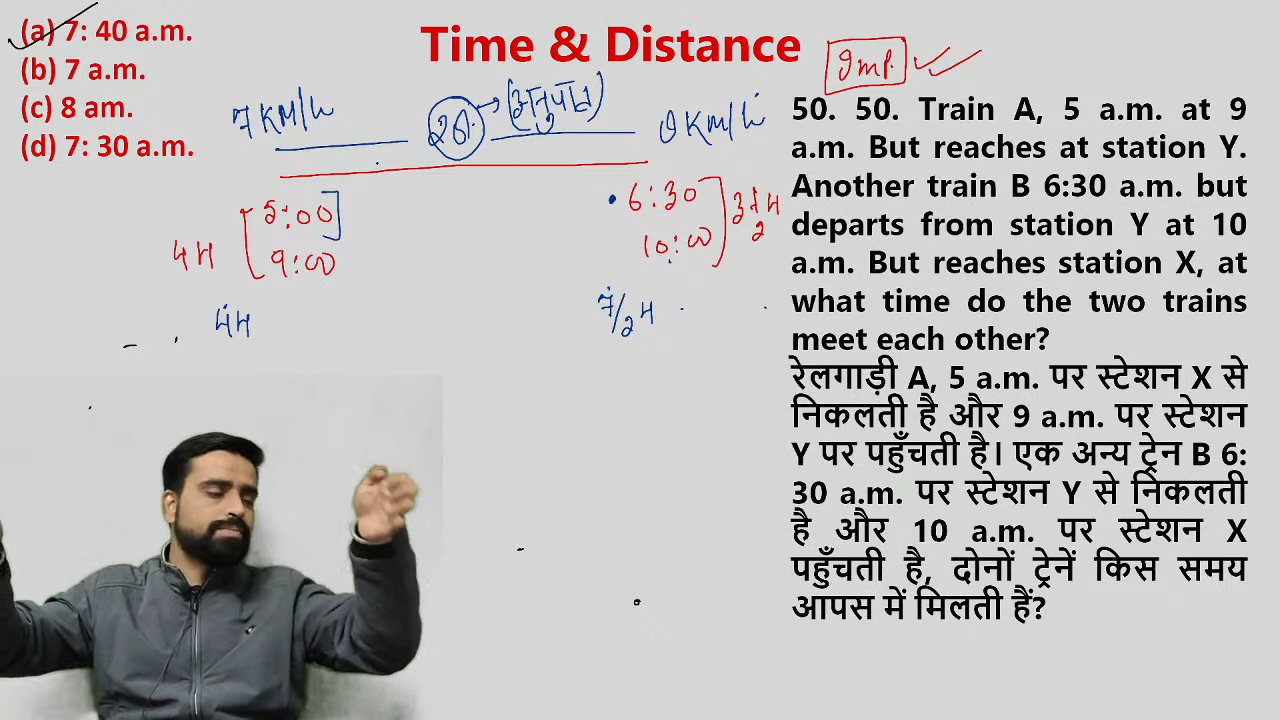 (a) 7: 40 a.m.
(b) 7 a.m.
(c) 8 am.
(d) 7: 30 a.m.
Time & Distance
Imp.
7 KM/h
अनुपात
KM/h
5:00
9:00
4H
6:30
10:00
3 1/2 H
4H
7/2 H
50. 50. Train A, 5 a.m. at 9
a.m. But reaches at station Y.
Another train B 6:30 a.m. but
departs from station Y at 10
a.m. But reaches station X, at
what time do the two trains
meet each other?
रेलगाड़ी A, 5 a.m. पर स्टेशन X से
निकलती है और 9 a.m. पर स्टेशन
Y पर पहुँचती है। एक अन्य ट्रेन B 6:
30 a.m. पर स्टेशन Y से निकलती
है और 10 a.m. पर स्टेशन X
पहुँचती है, दोनों ट्रेनें किस समय
आपस में मिलती हैं?